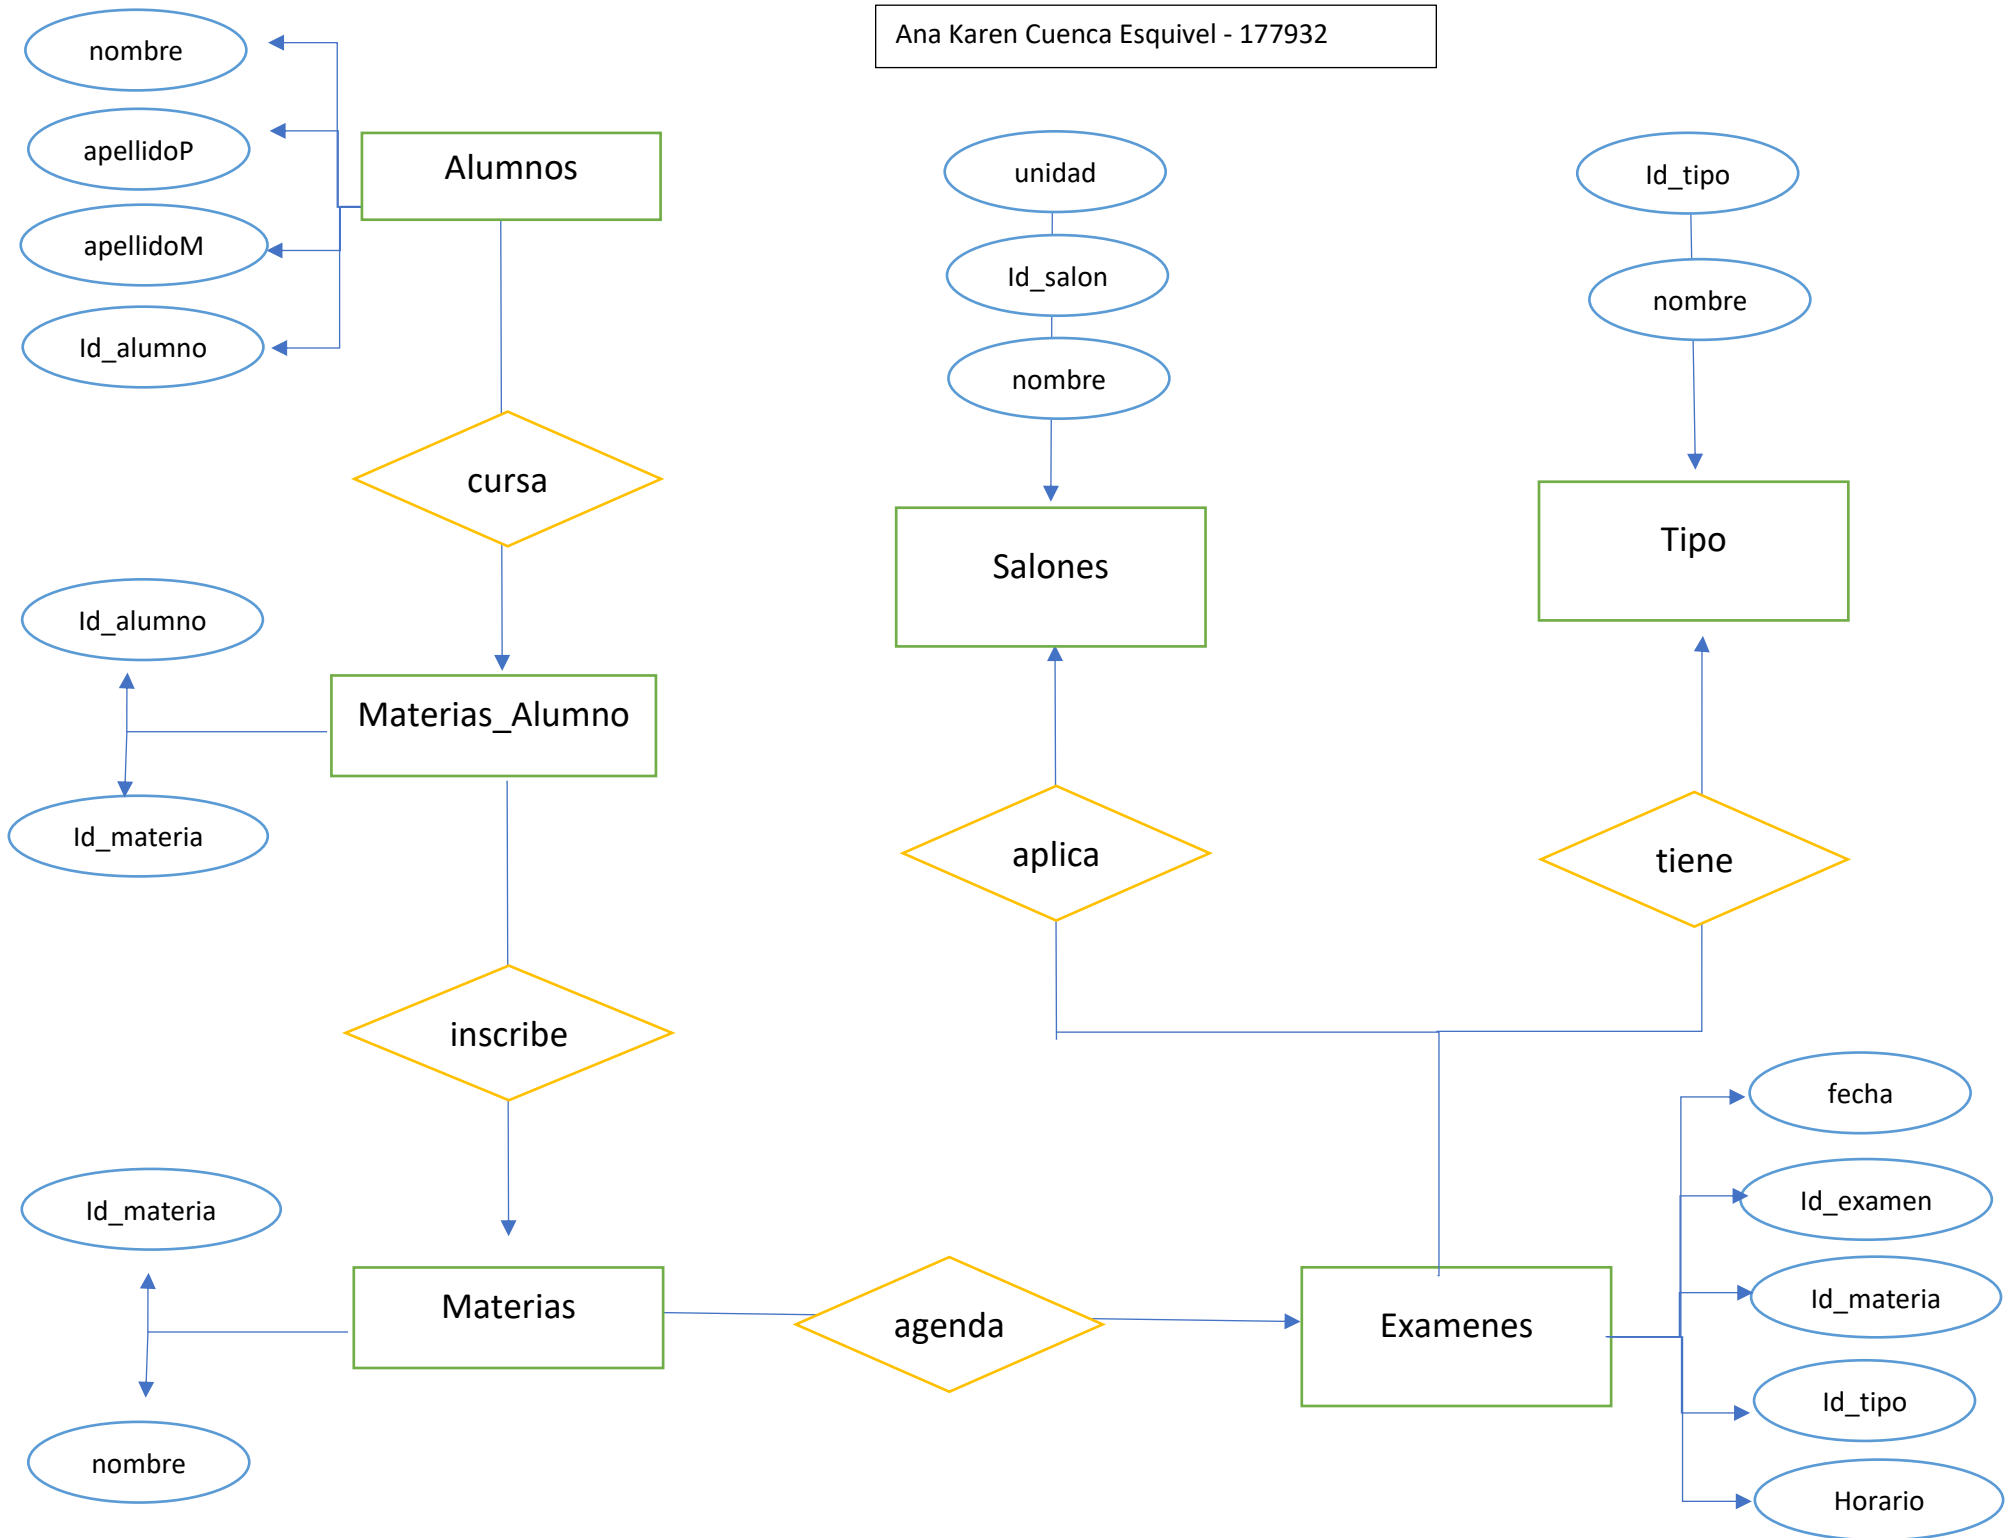 Ana Karen Cuenca Esquivel - 177932
nombre
apellidoP
apellidoM
Id_alumno
Alumnos
cursa
Id_alumno
Id_materia
Materias_Alumno
inscribe
Id_materia
nombre
Materias
agenda
unidad
Id_salon
nombre
Salones
aplica
Id_tipo
nombre
Tipo
tiene
Examenes
fecha
Id_examen
Id_materia
Id_tipo
Horario